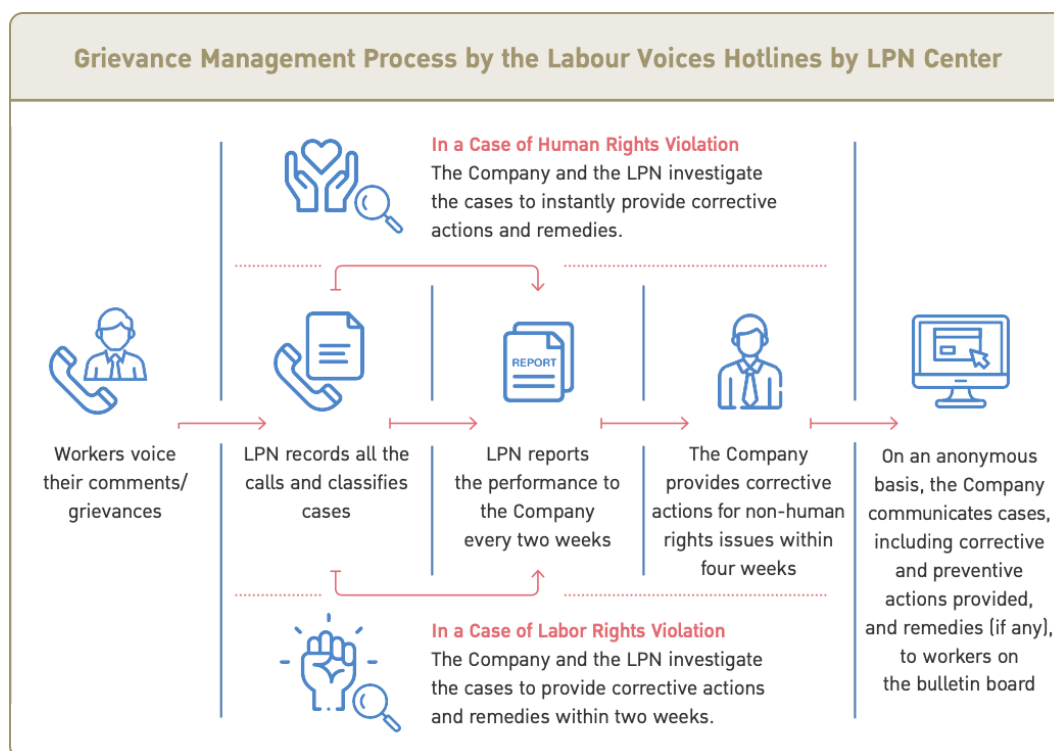 Grievance Management Process by the Labour Voices Hotlines by LPN Center
In a Case of Human Rights Violation
The Company and the LPN investigate
the cases to instantly provide corrective
actions and remedies.
Workers voice
their comments/
grievances
LPN records all the
calls and classifies
cases
REPORT
LPN reports
the performance to
the Company
every two weeks
The Company
provides corrective
actions for non-human
rights issues within
four weeks
On an anonymous
basis, the Company
communicates cases,
including corrective
and preventive
actions provided,
and remedies (if any),
to workers on
the bulletin board
In a Case of Labor Rights Violation
The Company and the LPN investigate
the cases to provide corrective actions
and remedies within two weeks.